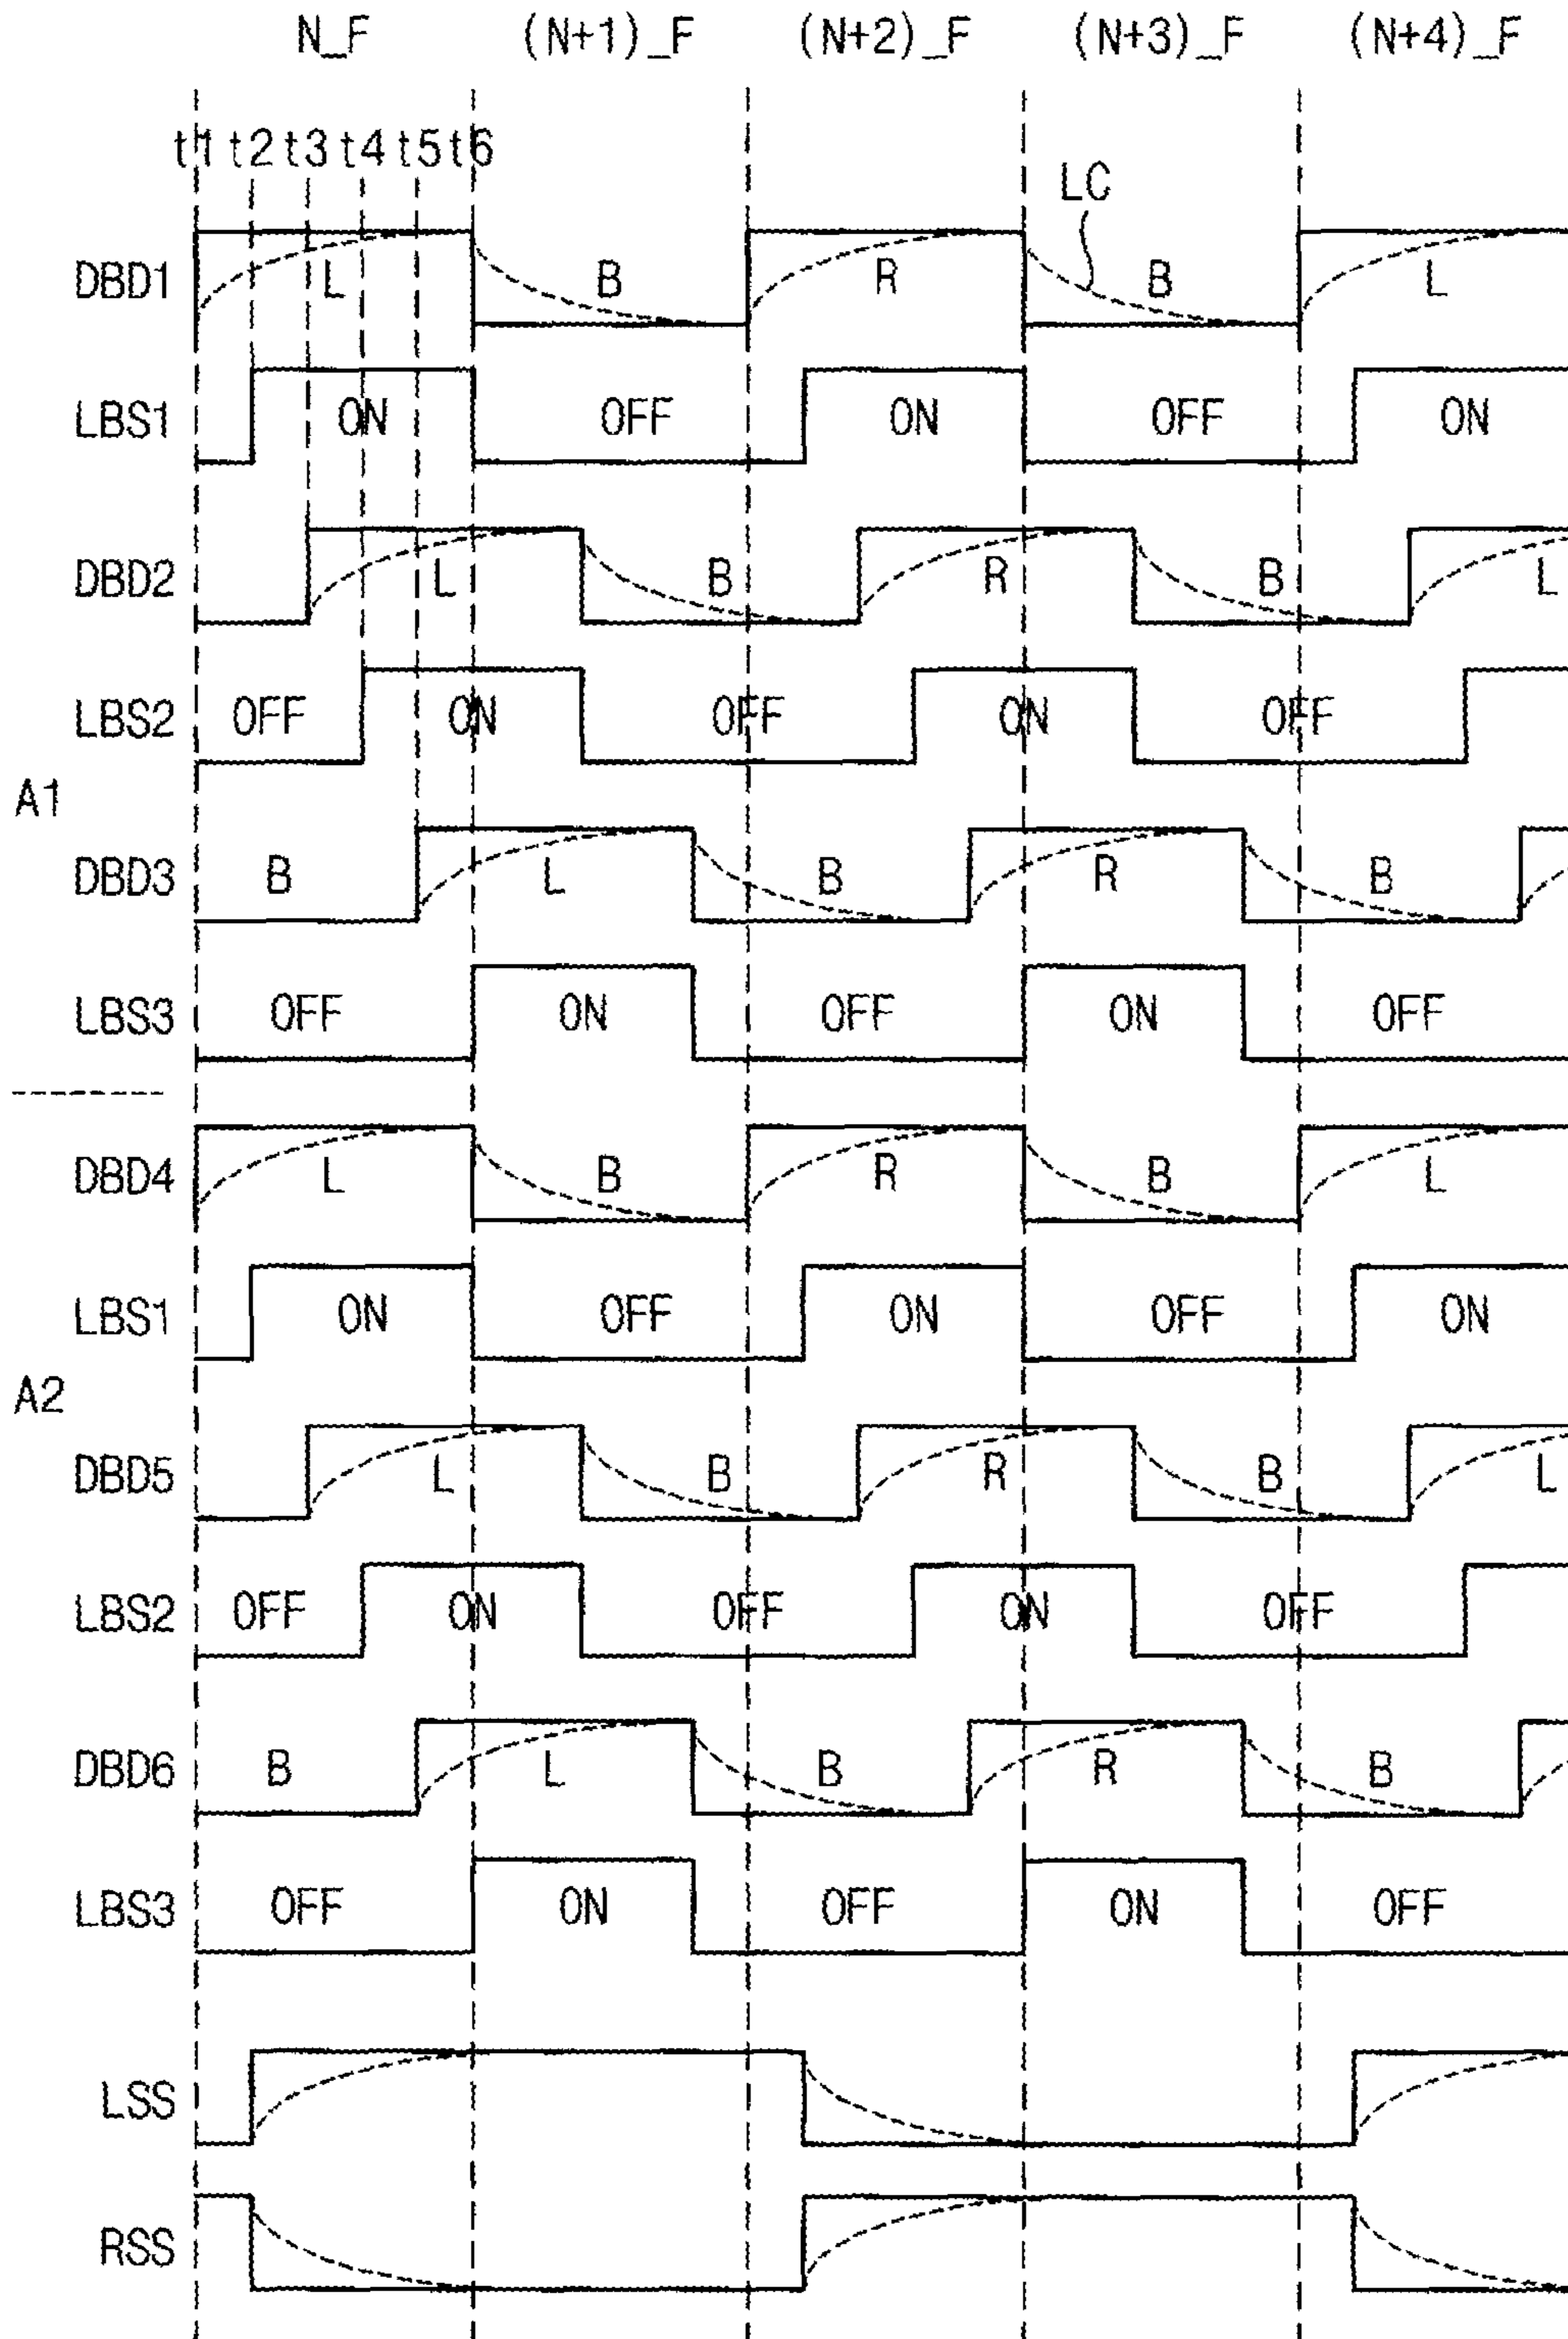 N_F (N+1)_F (N+2)_F (N+3)_F (N+4)_F
t1 t2 t3 t4 t5 t6
LC
DBD1 L B R B L
LBS1 ON OFF ON OFF ON
DBD2 L B R B L
LBS2 OFF ON OFF ON OFF
A1
DBD3 B L B R B
LBS3 OFF ON OFF ON OFF
DBD4 L B R B L
LBS1 ON OFF ON OFF ON
A2
DBD5 L B R B L
LBS2 OFF ON OFF ON OFF
DBD6 B L B R B
LBS3 OFF ON OFF ON OFF
LSS
RSS